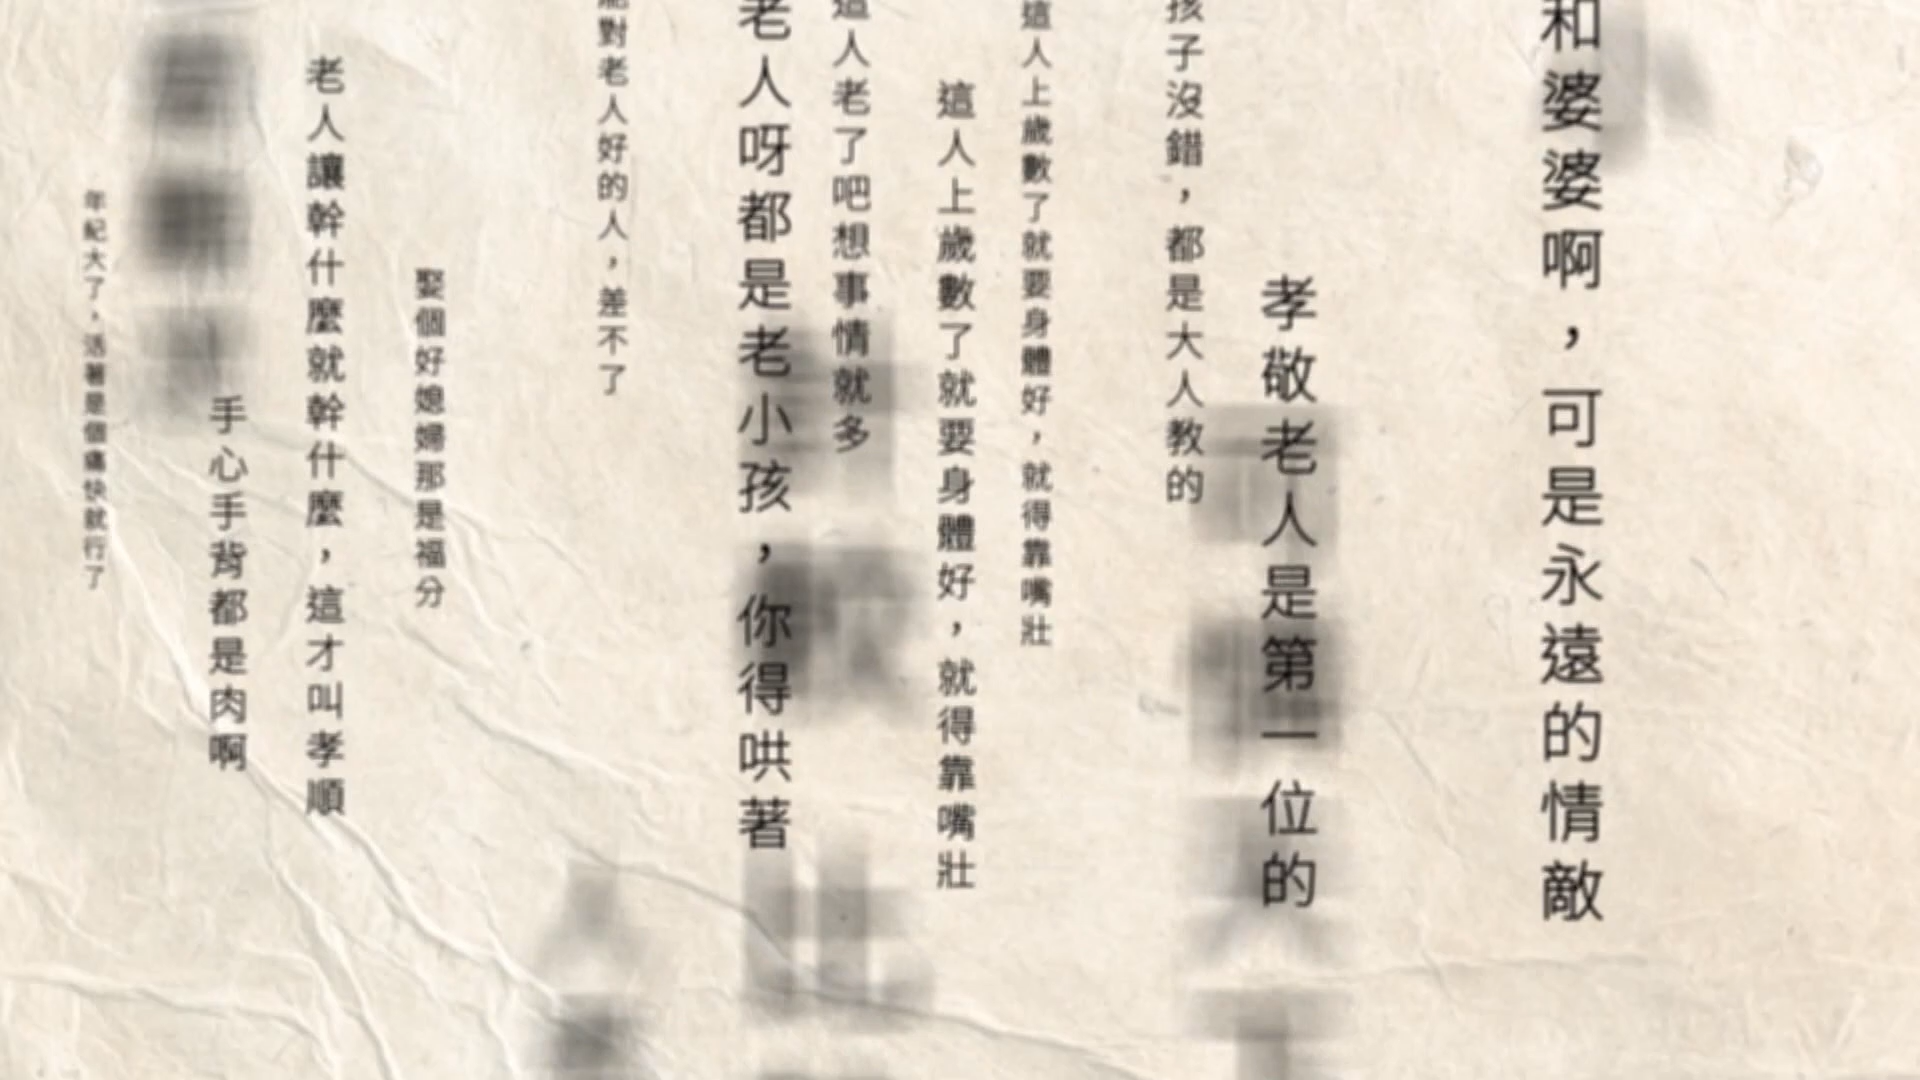 和婆婆啊，可是永遠的情敵
孝敬老人是第一位的
孩子沒錯，都是大人教的
這人上歲數了就要身體好，就得靠嘴壯
這人上歲數了就要身體好，就得靠嘴壯
這人老了吧想事情就多
老人呀都是老小孩，你得哄著
對老人好的人，差不了
娶個好媳婦那是福分
老人讓幹什麼就幹什麼，這才叫孝順
手心手背都是肉啊
年紀大了，活著是個痛快就行了